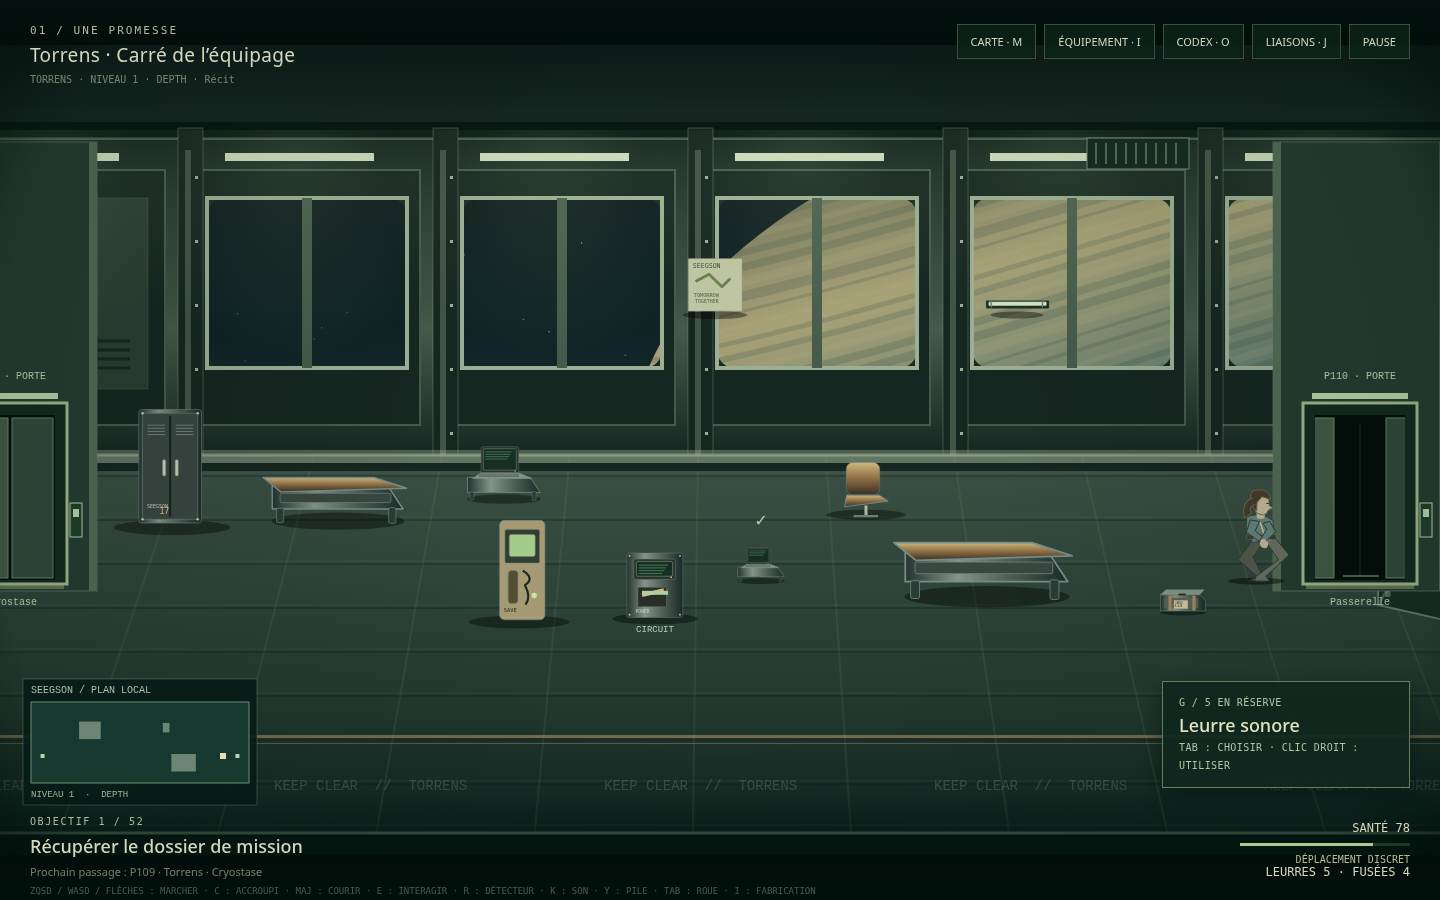 01 / UNE PROMESSE
Torrens · Carré de l’équipage
TORRENS · NIVEAU 1 · DEPTH · Récit
CARTE · M
ÉQUIPEMENT · I
CODEX · O
LIAISONS · J
PAUSE
SEEGSON
TOMORROW
TOGETHER
· PORTE
P110 · PORTE
SEEGSON
17
SAVE
POWER
CIRCUIT
✓
Passerelle
SEEGSON / PLAN LOCAL
NIVEAU 1 · DEPTH
G / 5 EN RÉSERVE
Leurre sonore
TAB : CHOISIR · CLIC DROIT :
UTILISER
KEEP CLEAR // TORRENS KEEP CLEAR // TORRENS KEEP CLEAR // TORRENS
OBJECTIF 1 / 52
Récupérer le dossier de mission
Prochain passage : P109 · Torrens · Cryostase
ZQSD / WASD / FLÈCHES : MARCHER · C : ACCROUPI · MAJ : COURIR · E : INTERAGIR · R : DÉTECTEUR · K : SON · Y : PILE · TAB : ROUE · I : FABRICATION
SANTÉ 78
DÉPLACEMENT DISCRET
LEURRES 5 · FUSÉES 4